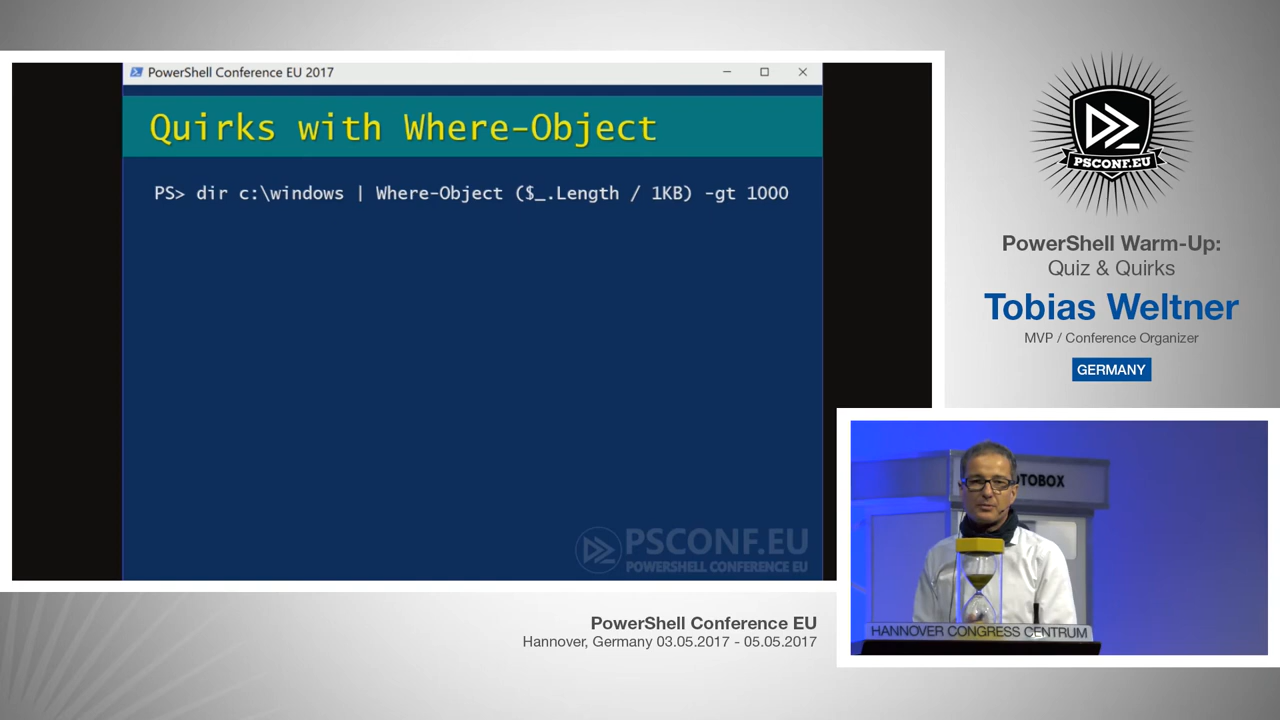 PowerShell Conference EU 2017
Quirks with Where-Object
PS> dir c:\windows | Where-Object ($_.Length / 1KB) -gt 1000
PSCONF.EU
POWERSHELL CONFERENCE EU
PSCONF.EU
PowerShell Warm-Up:
Quiz & Quirks
Tobias Weltner
MVP / Conference Organizer
GERMANY
OTOBOX
HANNOVER CONGRESS CENTRUM
PowerShell Conference EU
Hannover, Germany 03.05.2017 - 05.05.2017